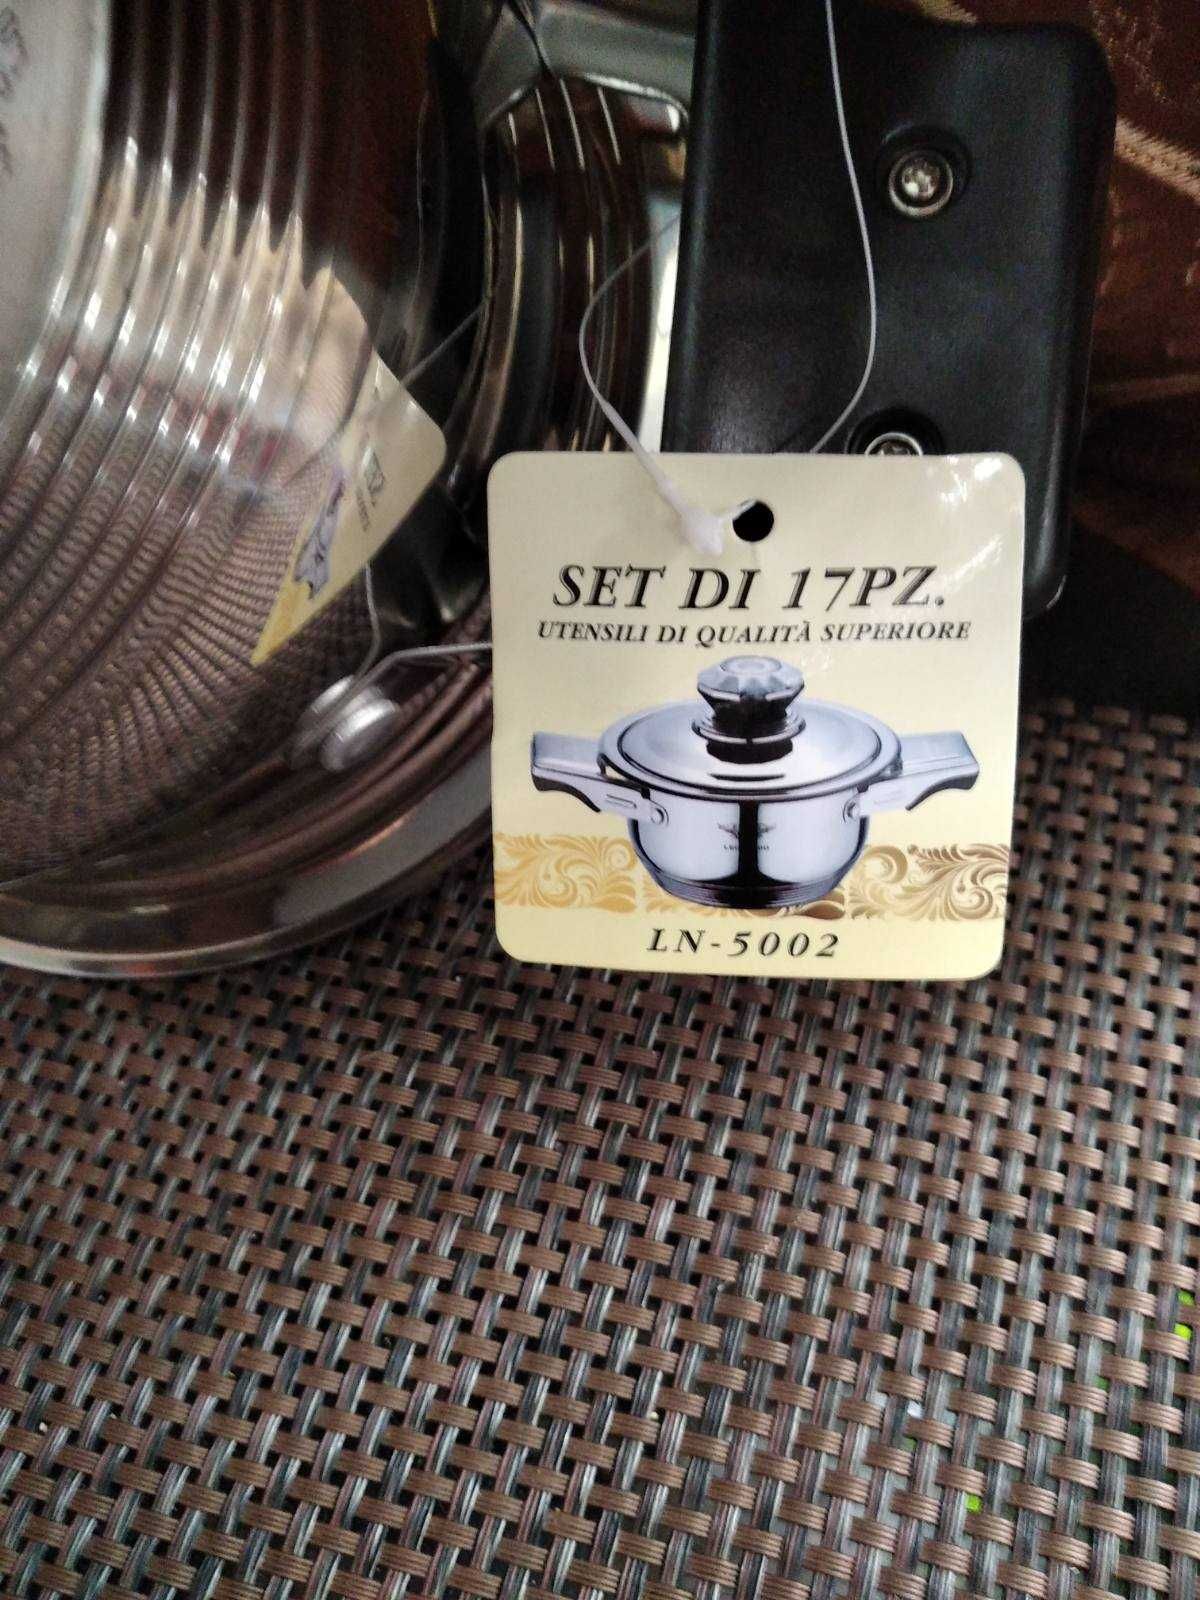 SET DI 17PZ.
UTENSILI DI QUALITÀ SUPERIORE
LN-5002